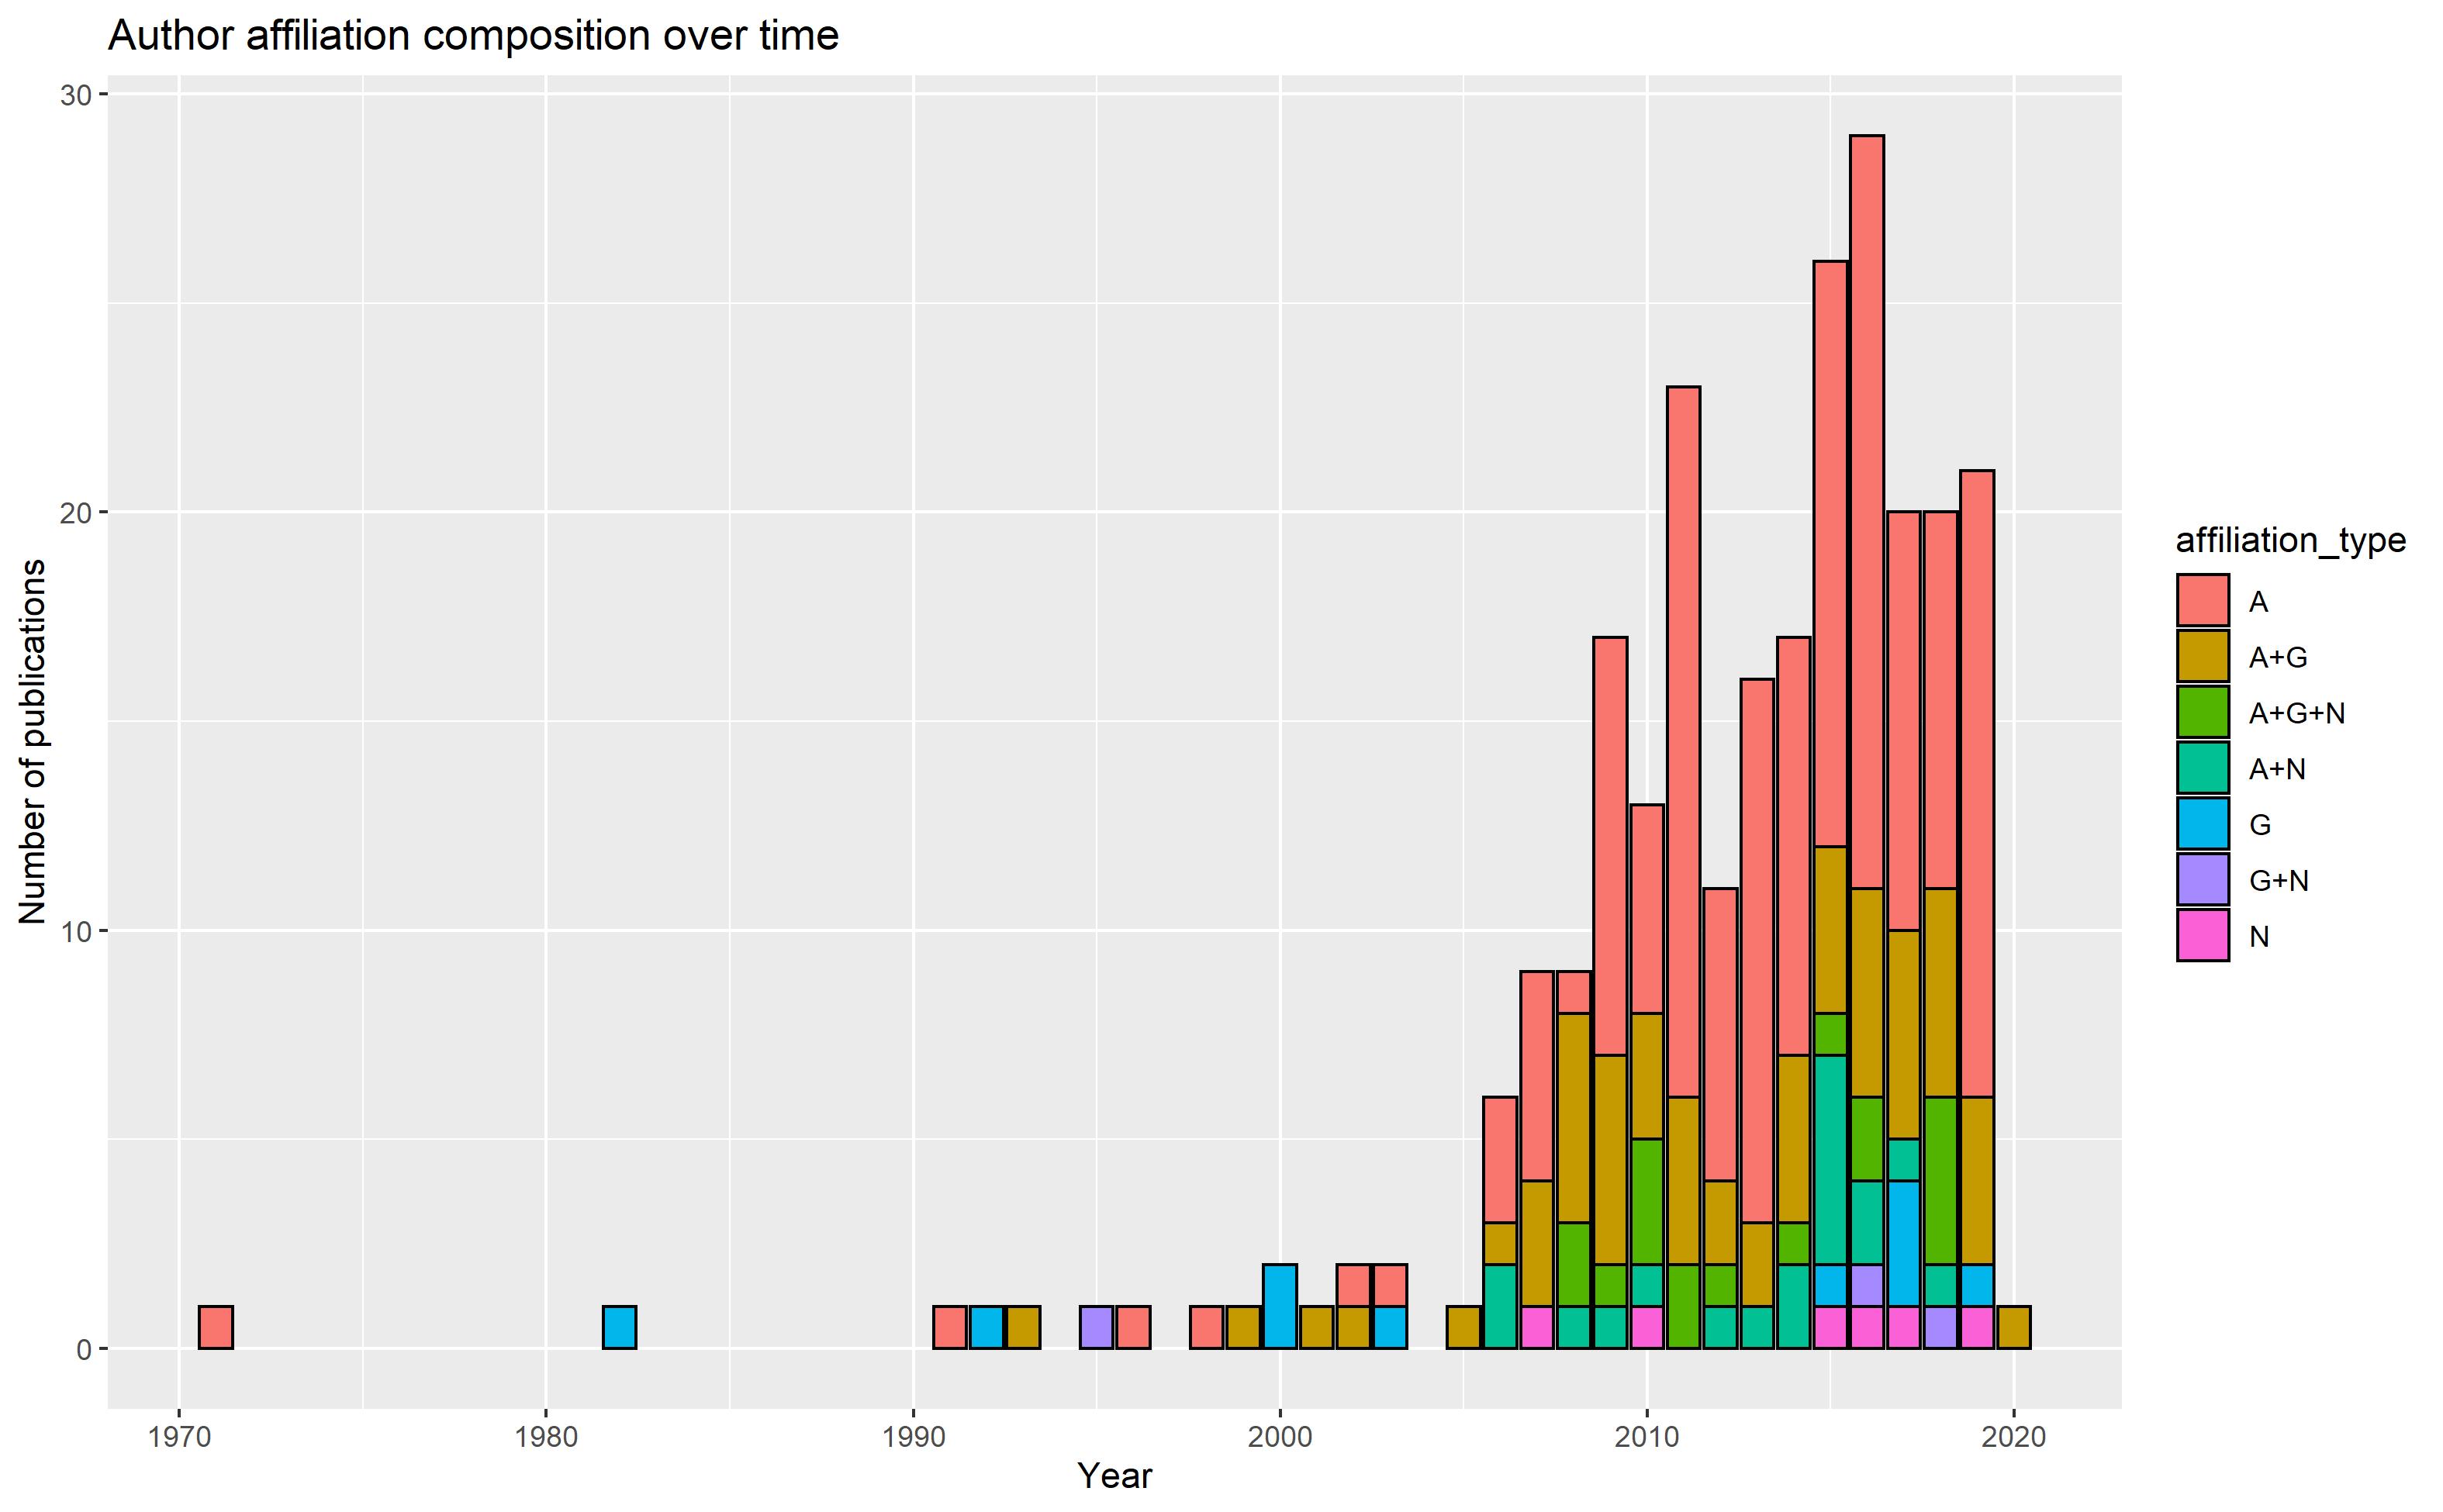 Author affiliation composition over time
30
20
10
0
Number of publications
1970 1980 1990 2000 2010 2020
Year
affiliation_type
A
A+G
A+G+N
A+N
G
G+N
N